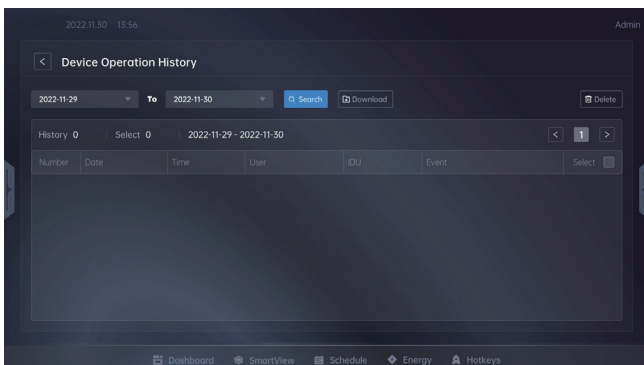 2022.11.30 13:56 Admin
< Device Operation History
2022-11-29 To 2022-11-30 Search Download Delete
History 0 Select 0 2022-11-29 - 2022-11-30 < 1 >
Number Date Time User IDU Event Select
Dashboard SmartView Schedule Energy Hotkeys